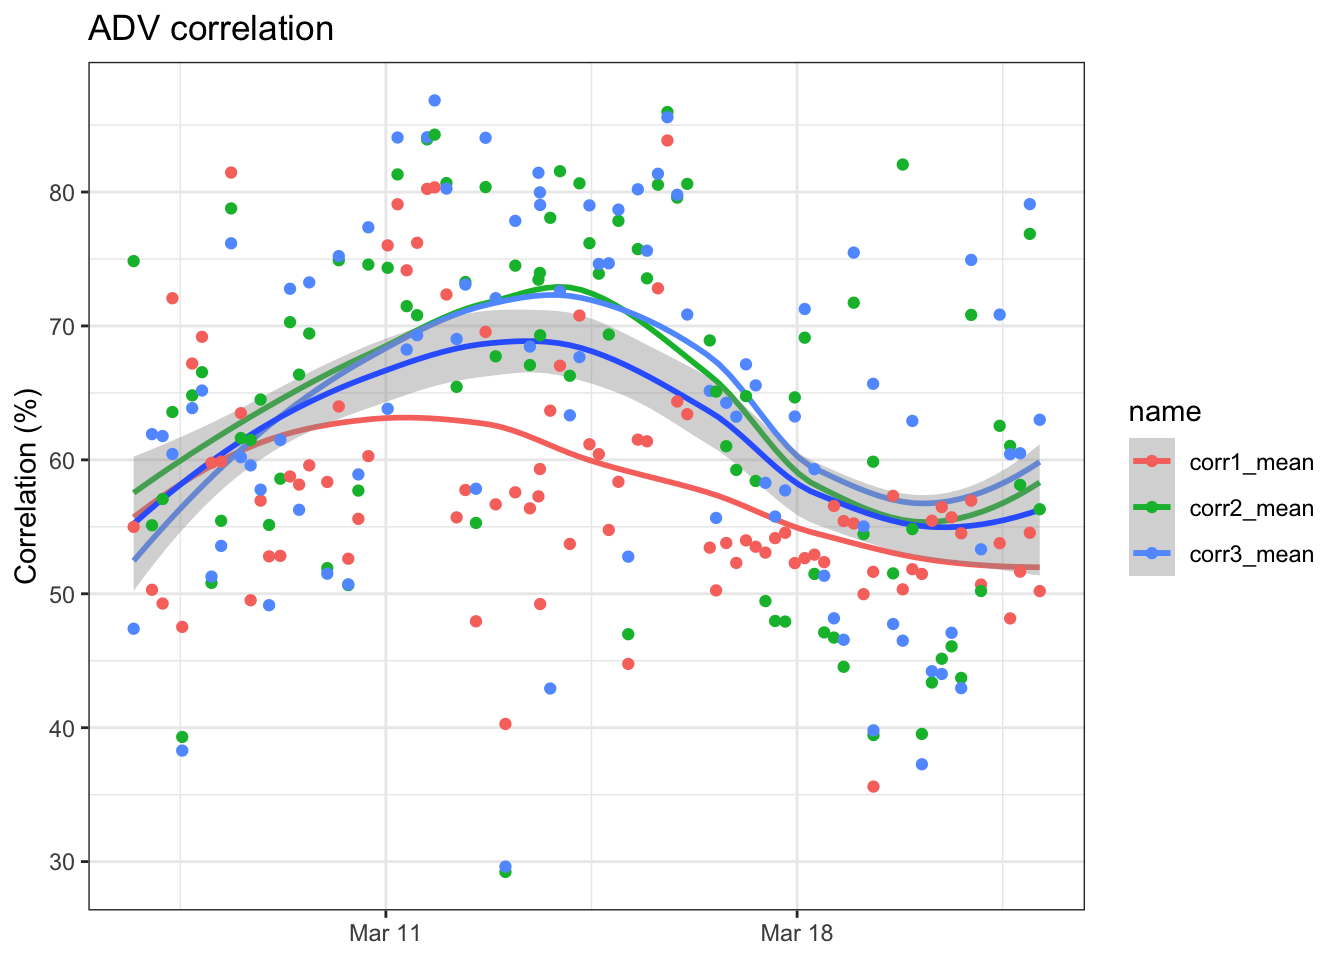 ADV correlation
Correlation (%)
80
70
60
50
40
30
Mar 11
Mar 18
name
corr1_mean
corr2_mean
corr3_mean